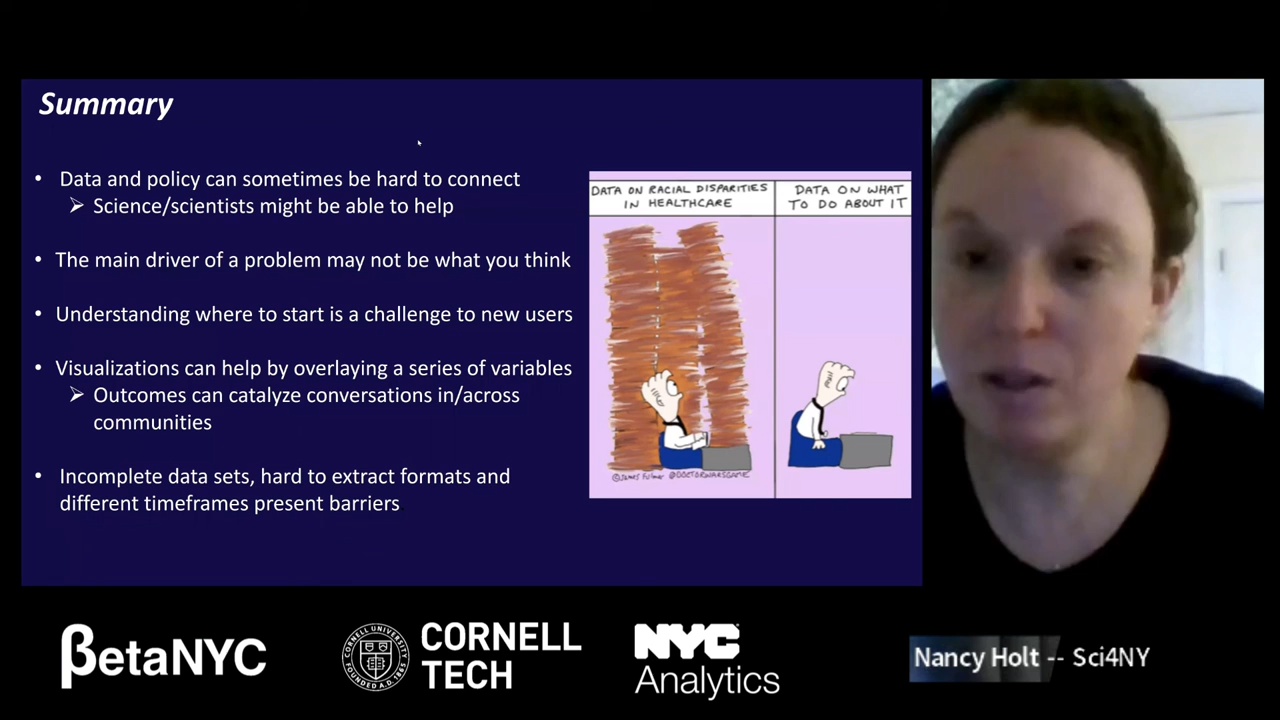 Summary
• Data and policy can sometimes be hard to connect
➢ Science/scientists might be able to help
• The main driver of a problem may not be what you think
• Understanding where to start is a challenge to new users
• Visualizations can help by overlaying a series of variables
➢ Outcomes can catalyze conversations in/across
communities
• Incomplete data sets, hard to extract formats and
different timeframes present barriers
DATA ON RACIAL DISPARITIES
IN HEALTHCARE
DATA ON WHAT
TO DO ABOUT IT
@DOCTORWARSGAME
βetaNYC
CORNELL
TECH
NYC
Analytics
Nancy Holt -- Sci4NY